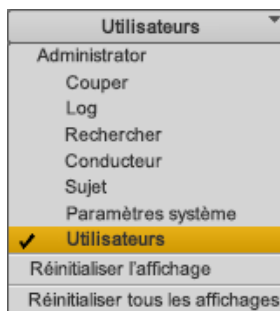 Utilisateurs
Administrator
Couper
Log
Rechercher
Conducteur
Sujet
Paramètres système
Utilisateurs
Réinitialiser l'affichage
Réinitialiser tous les affichages